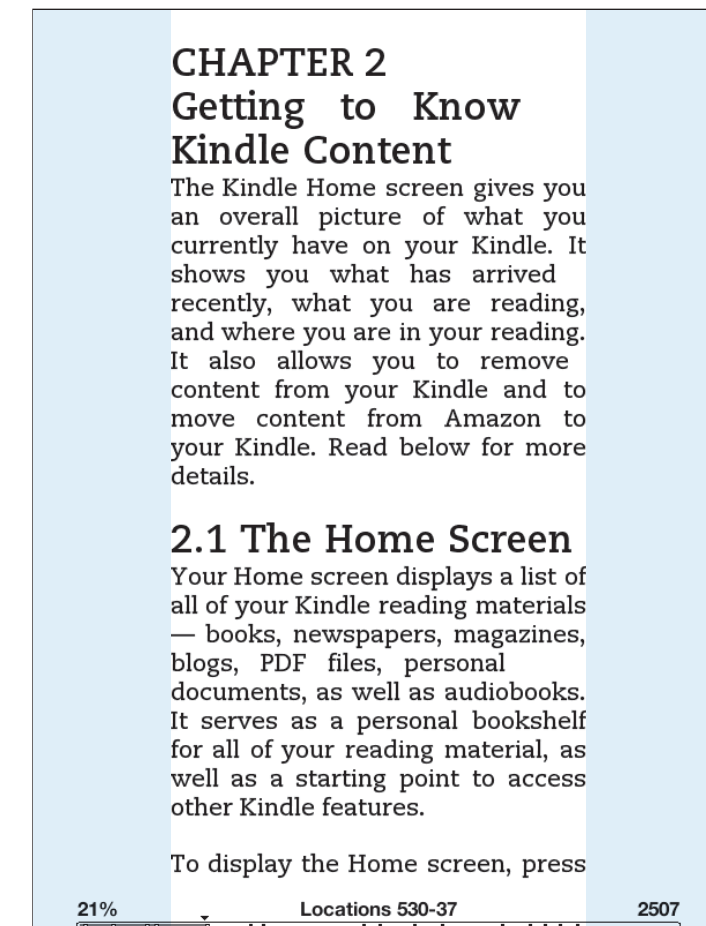 CHAPTER 2
Getting to Know
Kindle Content
The Kindle Home screen gives you
an overall picture of what you
currently have on your Kindle. It
shows you what has arrived
recently, what you are reading,
and where you are in your reading.
It also allows you to remove
content from your Kindle and to
move content from Amazon to
your Kindle. Read below for more
details.
2.1 The Home Screen
Your Home screen displays a list of
all of your Kindle reading materials
— books, newspapers, magazines,
blogs, PDF files, personal
documents, as well as audiobooks.
It serves as a personal bookshelf
for all of your reading material, as
well as a starting point to access
other Kindle features.
To display the Home screen, press
21% Locations 530-37 2507